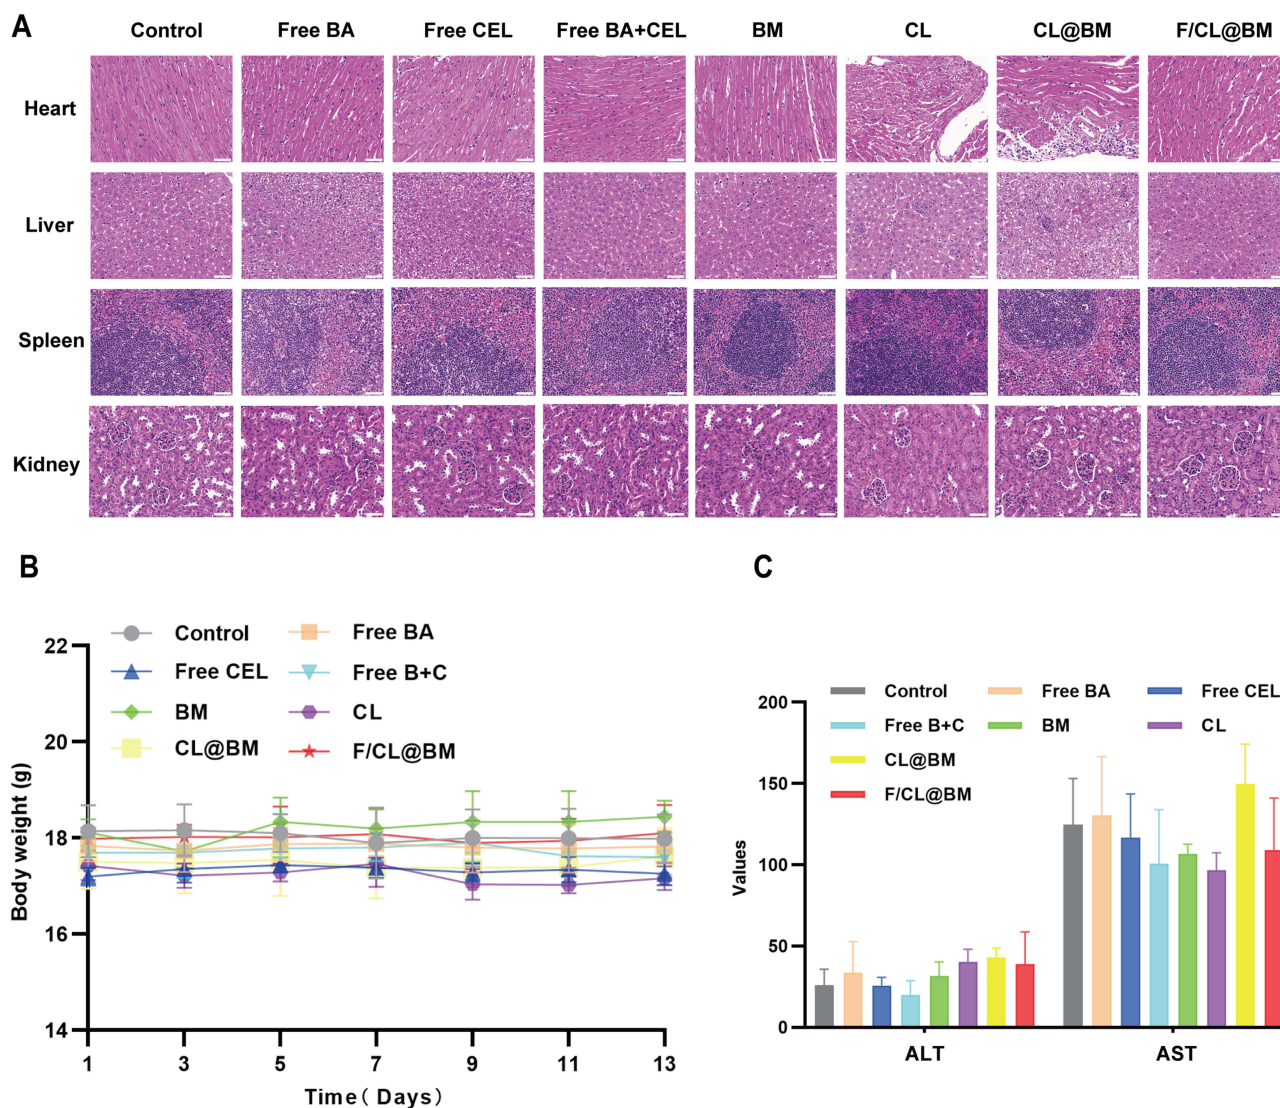 A
Control Free BA Free CEL Free BA+CEL BM CL CL@BM F/CL@BM
Heart
Liver
Spleen
Kidney
B
Control Free BA
Free CEL Free B+C
BM CL
CL@BM F/CL@BM
22
20
18
16
14
Body weight (g)
1 3 5 7 9 11 13
Time( Days)
C
Control Free BA Free CEL
Free B+C BM CL
CL@BM
F/CL@BM
200
150
100
50
0
Values
ALT AST